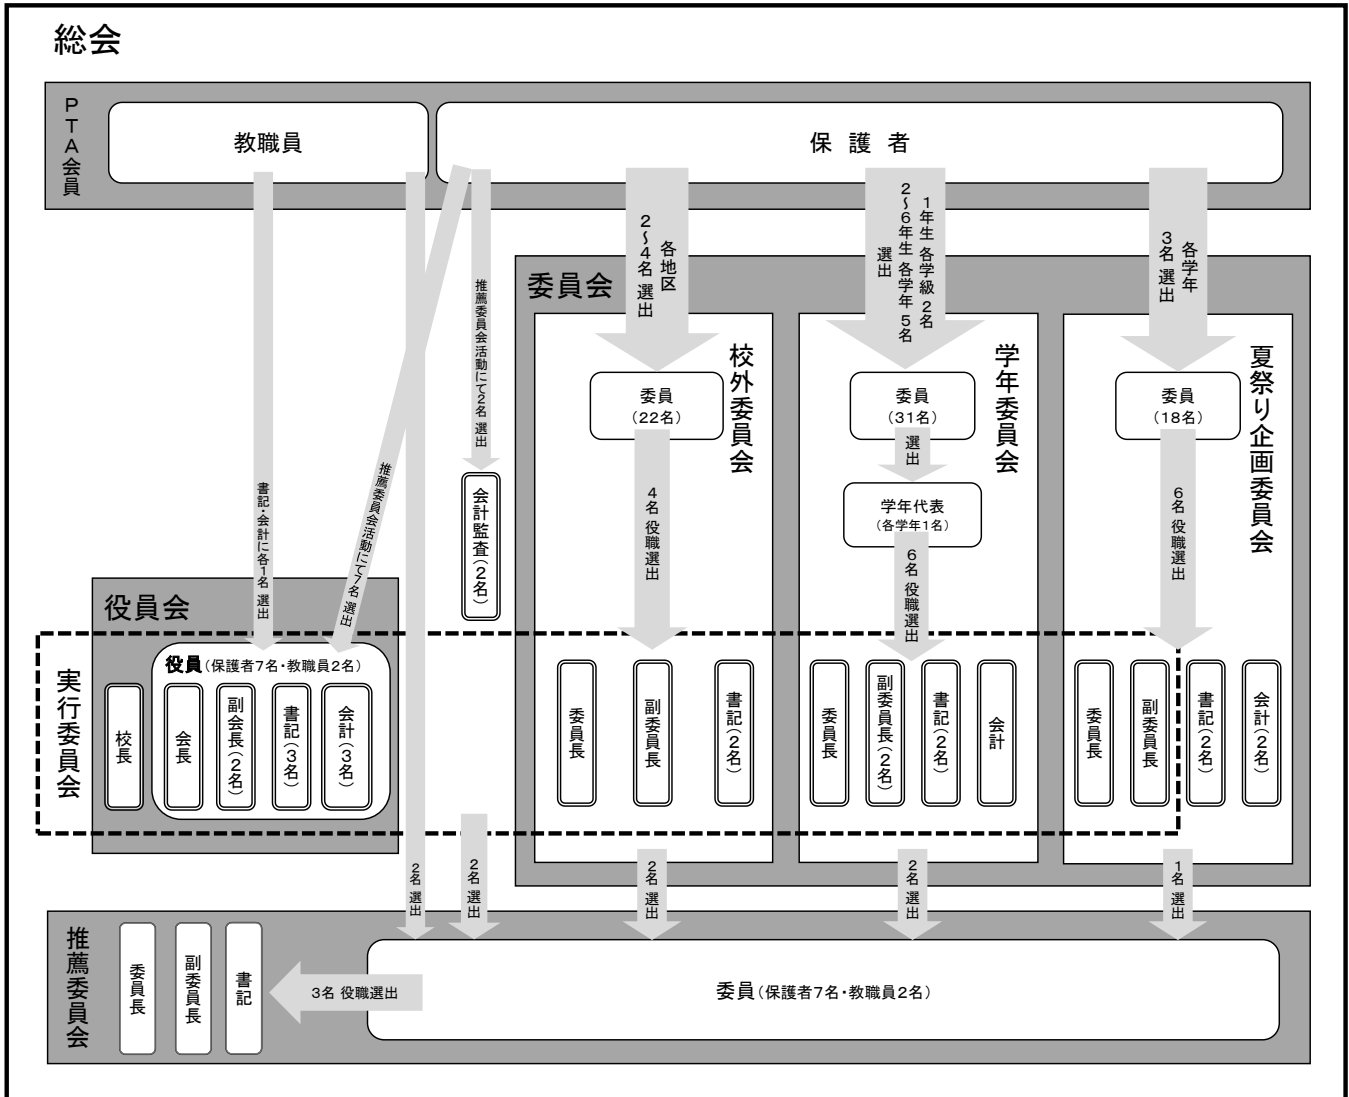 総会
PTA会員
教職員
保護者
各地区
2～4名 選出
1年生 各学級 2名
2～6年生 各学年 5名
選出
各学年
3名 選出
委員会
推薦委員会活動にて2名 選出
推薦委員会活動にて7名 選出
書記・会計に各1名 選出
校外委員会
委員
(22名)
4名 役職選出
学年委員会
委員
(31名)
選出
学年代表
(各学年1名)
6名 役職選出
夏祭り企画委員会
委員
(18名)
6名 役職選出
会計監査(2名)
役員会
実行委員会
役員(保護者7名・教職員2名)
校長
会長
副会長(2名)
書記(3名)
会計(3名)
委員長
副委員長
書記(2名)
委員長
副委員長(2名)
書記(2名)
会計
委員長
副委員長
書記(2名)
会計(2名)
2名 選出
2名 選出
2名 選出
2名 選出
1名 選出
推薦委員会
委員長
副委員長
書記
3名 役職選出
委員(保護者7名・教職員2名)